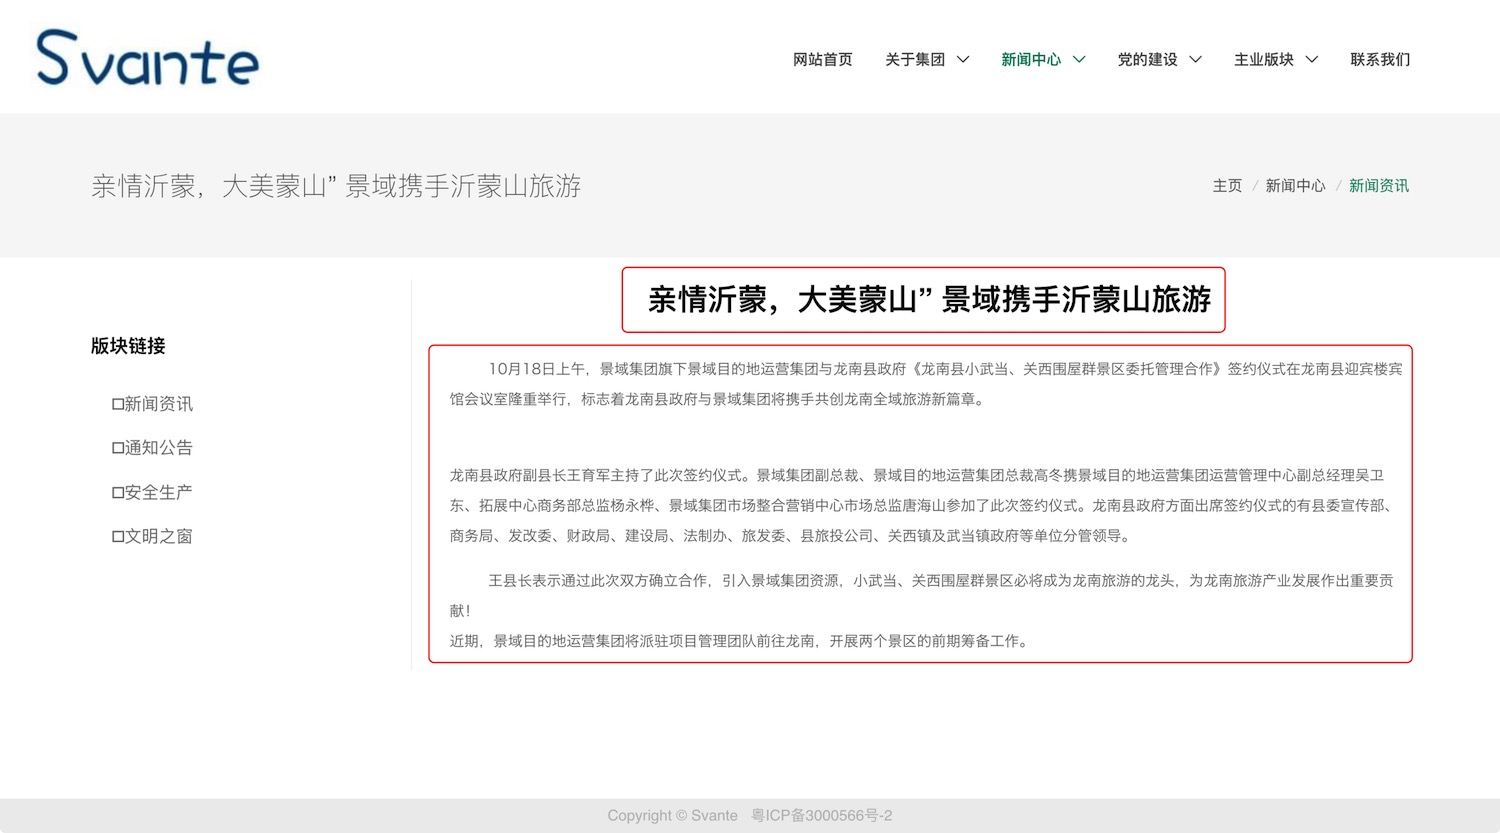 Svante
网站首页 关于集团 新闻中心 党的建设 主业版块 联系我们
亲情沂蒙，大美蒙山” 景域携手沂蒙山旅游
主页 / 新闻中心 / 新闻资讯
版块链接
新闻资讯
通知公告
安全生产
文明之窗
亲情沂蒙，大美蒙山” 景域携手沂蒙山旅游
10月18日上午，景域集团旗下景域目的地运营集团与龙南县政府《龙南县小武当、关西围屋群景区委托管理合作》签约仪式在龙南县迎宾楼宾
馆会议室隆重举行，标志着龙南县政府与景域集团将携手共创龙南全域旅游新篇章。
龙南县政府副县长王育军主持了此次签约仪式。景域集团副总裁、景域目的地运营集团总裁高冬携景域目的地运营集团运营管理中心副总经理吴卫
东、拓展中心商务部总监杨永桦、景域集团市场整合营销中心市场总监唐海山参加了此次签约仪式。龙南县政府方面出席签约仪式的有县委宣传部、
商务局、发改委、财政局、建设局、法制办、旅发委、县旅投公司、关西镇及武当镇政府等单位分管领导。
王县长表示通过此次双方确立合作，引入景域集团资源，小武当、关西围屋群景区必将成为龙南旅游的龙头，为龙南旅游产业发展作出重要贡
献！
近期，景域目的地运营集团将派驻项目管理团队前往龙南，开展两个景区的前期筹备工作。
Copyright © Svante 粤ICP备3000566号-2